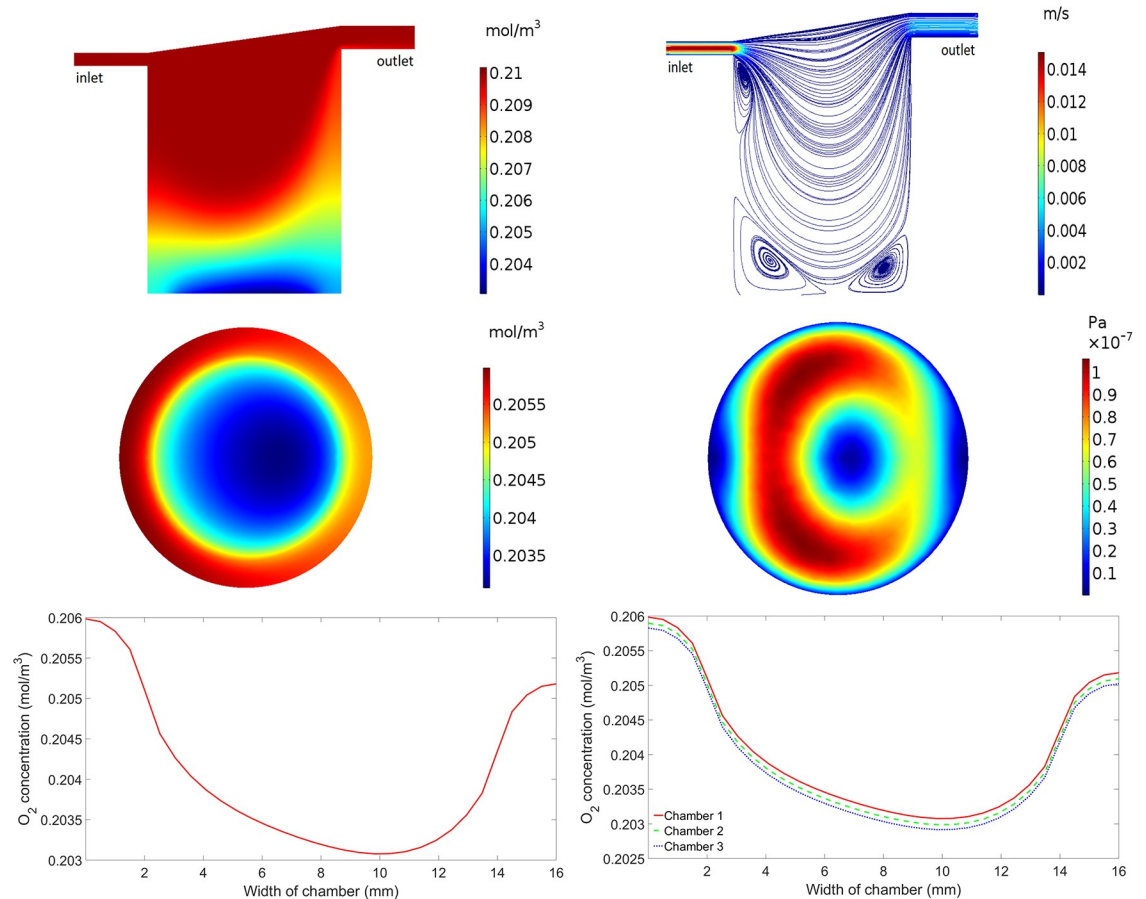 mol/m³
0.21
0.209
0.208
0.207
0.206
0.205
0.204
inlet
outlet
m/s
0.014
0.012
0.01
0.008
0.006
0.004
0.002
inlet
outlet
mol/m³
0.2055
0.205
0.2045
0.204
0.2035
Pa
×10⁻⁷
1
0.9
0.8
0.7
0.6
0.5
0.4
0.3
0.2
0.1
O₂ concentration (mol/m³)
0.206
0.2055
0.205
0.2045
0.204
0.2035
0.203
2 4 6 8 10 12 14 16
Width of chamber (mm)
O₂ concentration (mol/m³)
0.206
0.2055
0.205
0.2045
0.204
0.2035
0.203
0.2025
Chamber 1
Chamber 2
Chamber 3
2 4 6 8 10 12 14 16
Width of chamber (mm)